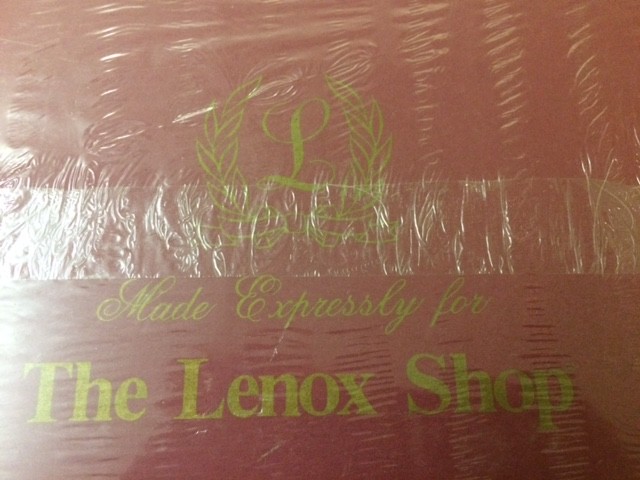 L
Made Expressly for
The Lenox Shop